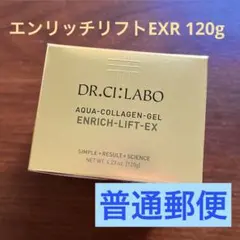 エンリッチリフトEXR 120g
DR.CI:LABO
AQUA-COLLAGEN-GEL
ENRICH-LIFT-EX
SIMPLE・RESULT・SCIENCE
普通郵便